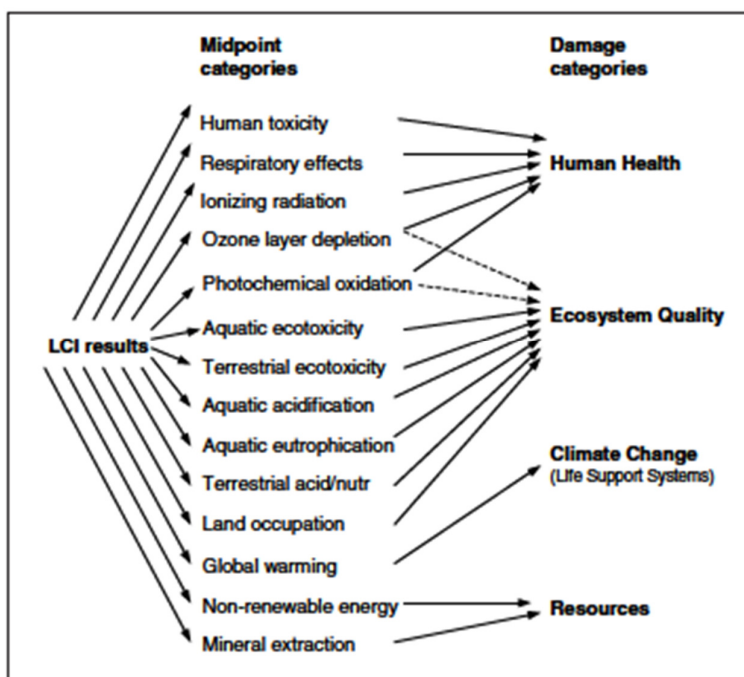 Midpoint
categories
Damage
categories
Human toxicity
Respiratory effects
Human Health
Ionizing radiation
Ozone layer depletion
Photochemical oxidation
Ecosystem Quality
Aquatic ecotoxicity
LCI results
Terrestrial ecotoxicity
Aquatic acidification
Aquatic eutrophication
Climate Change
(Life Support Systems)
Terrestrial acid/nutr
Land occupation
Global warming
Non-renewable energy
Resources
Mineral extraction